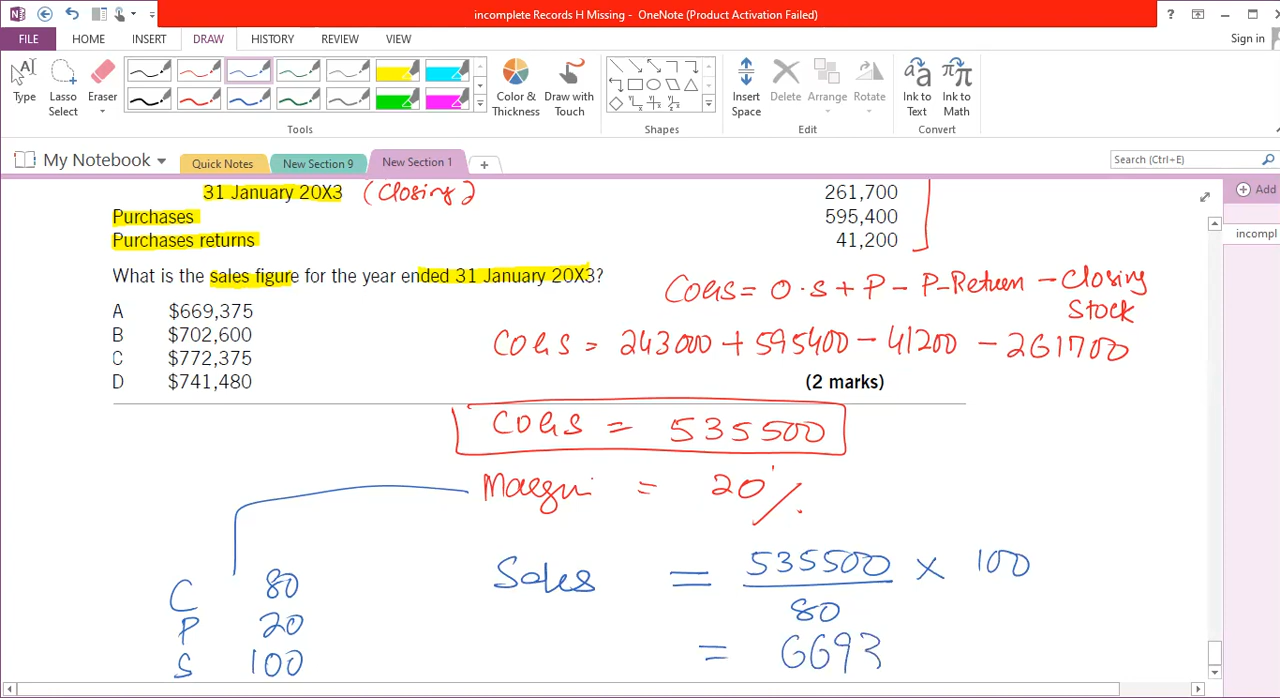 incomplete Records H Missing - OneNote (Product Activation Failed)
?
FILE HOME INSERT DRAW HISTORY REVIEW VIEW Sign in
Type Lasso Select Eraser Color & Thickness Draw with Touch Insert Space Delete Arrange Rotate Ink to Text Ink to Math
Tools Shapes Edit Convert
My Notebook Quick Notes New Section 9 New Section 1 + Search (Ctrl+E)
Add
incompl
31 January 20X3 (Closing) 261,700
Purchases 595,400
Purchases returns 41,200
What is the sales figure for the year ended 31 January 20X3?
COGS = O.S + P - P-Return - Closing Stock
A $669,375
B $702,600
C $772,375
D $741,480
COGS = 243000 + 595400 - 41200 - 261700
(2 marks)
COGS = 535500
Margin = 20%
C 80
P 20
S 100
Sales = 535500 / 80 × 100
= 6693